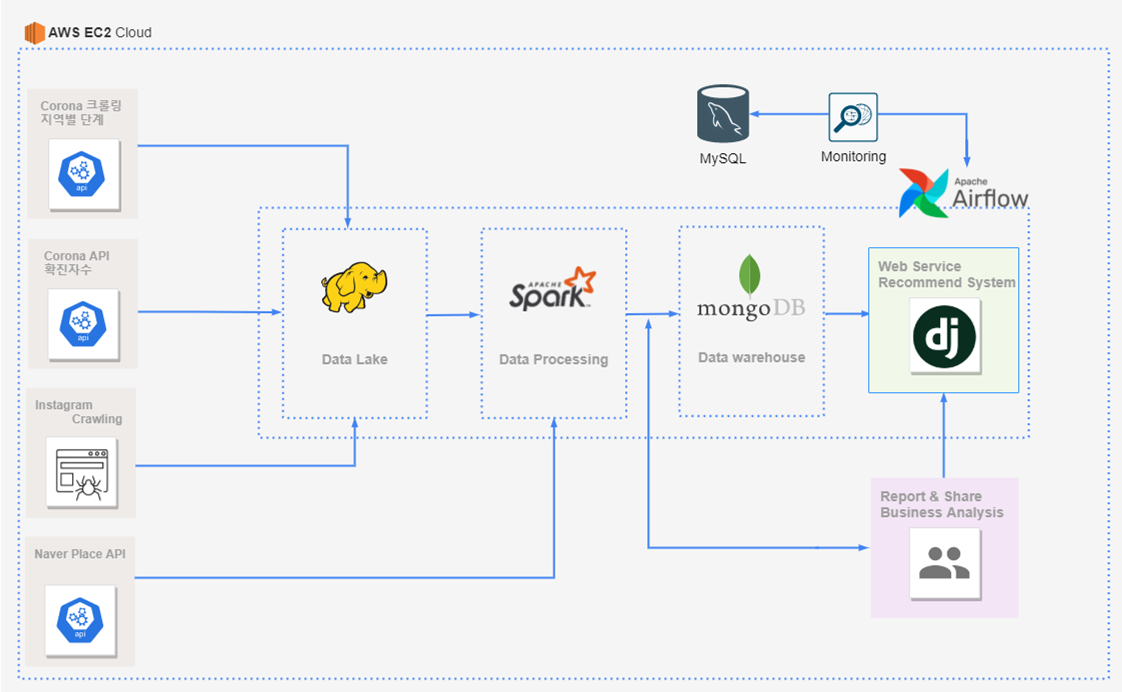 AWS EC2 Cloud
Corona 크롤링
지역별 단계
api
Corona API
확진자수
api
Instagram
Crawling
Naver Place API
api
MySQL
Monitoring
Apache
Airflow
Data Lake
APACHE
Spark™
Data Processing
mongoDB
Data warehouse
Web Service
Recommend System
dj
Report & Share
Business Analysis